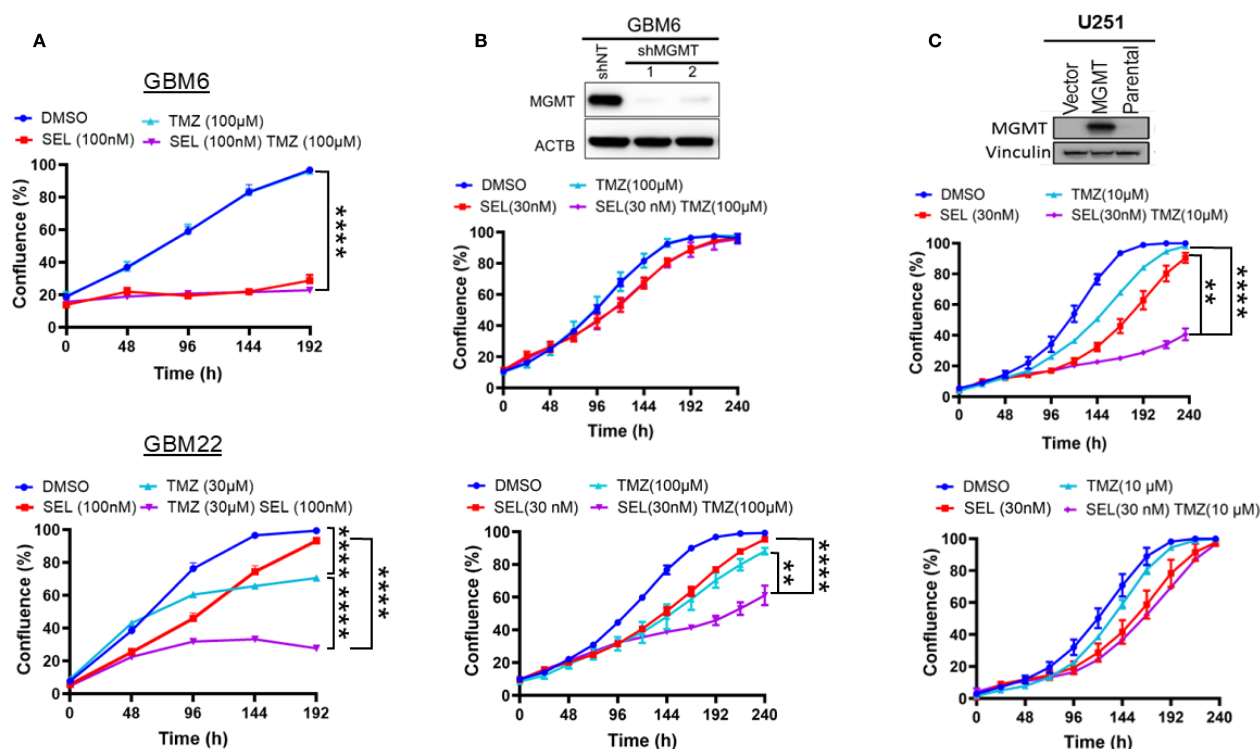 A
GBM6
DMSO
TMZ (100μM)
SEL (100nM)
SEL (100nM) TMZ (100μM)
Confluence (%)
100
80
60
40
20
0
0 48 96 144 192
Time (h)
****
GBM22
DMSO
TMZ (30μM)
SEL (100nM)
TMZ (30μM) SEL (100nM)
Confluence (%)
100
80
60
40
20
0
0 48 96 144 192
Time (h)
****
****
****
B
GBM6
shNT
shMGMT
1 2
MGMT
ACTB
DMSO
TMZ(100μM)
SEL(30nM)
SEL(30 nM) TMZ(100μM)
Confluence (%)
100
80
60
40
20
0
0 48 96 144 192 240
Time (h)
DMSO
TMZ(100μM)
SEL(30 nM)
SEL(30nM) TMZ(100μM)
Confluence (%)
100
80
60
40
20
0
0 48 96 144 192 240
Time (h)
**
****
C
U251
Vector
MGMT
Parental
MGMT
Vinculin
DMSO
TMZ(10μM)
SEL (30nM)
SEL(30nM) TMZ(10μM)
Confluence (%)
100
80
60
40
20
0
0 48 96 144 192 240
Time (h)
**
****
DMSO
TMZ(10 μM)
SEL (30nM)
SEL(30 nM) TMZ(10 μM)
Confluence (%)
100
80
60
40
20
0
0 48 96 144 192 240
Time (h)